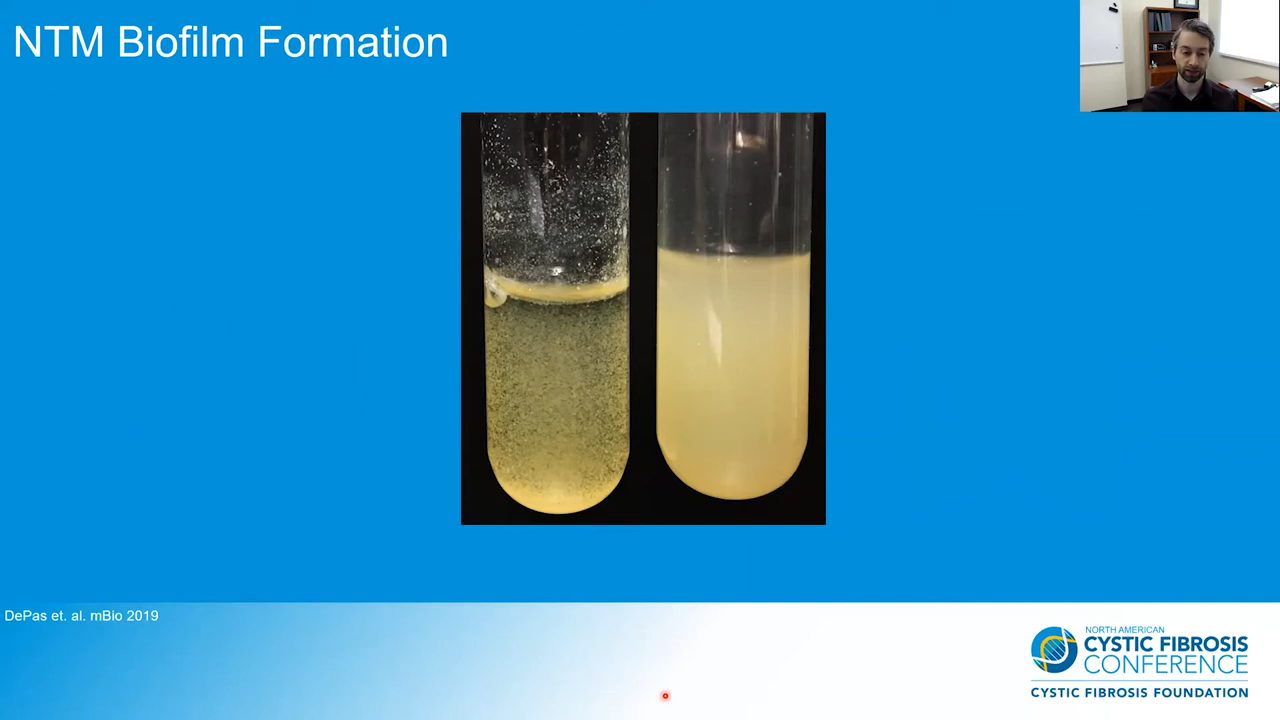 NTM Biofilm Formation
DePas et. al. mBio 2019
NORTH AMERICAN
CYSTIC FIBROSIS
CONFERENCE
CYSTIC FIBROSIS FOUNDATION